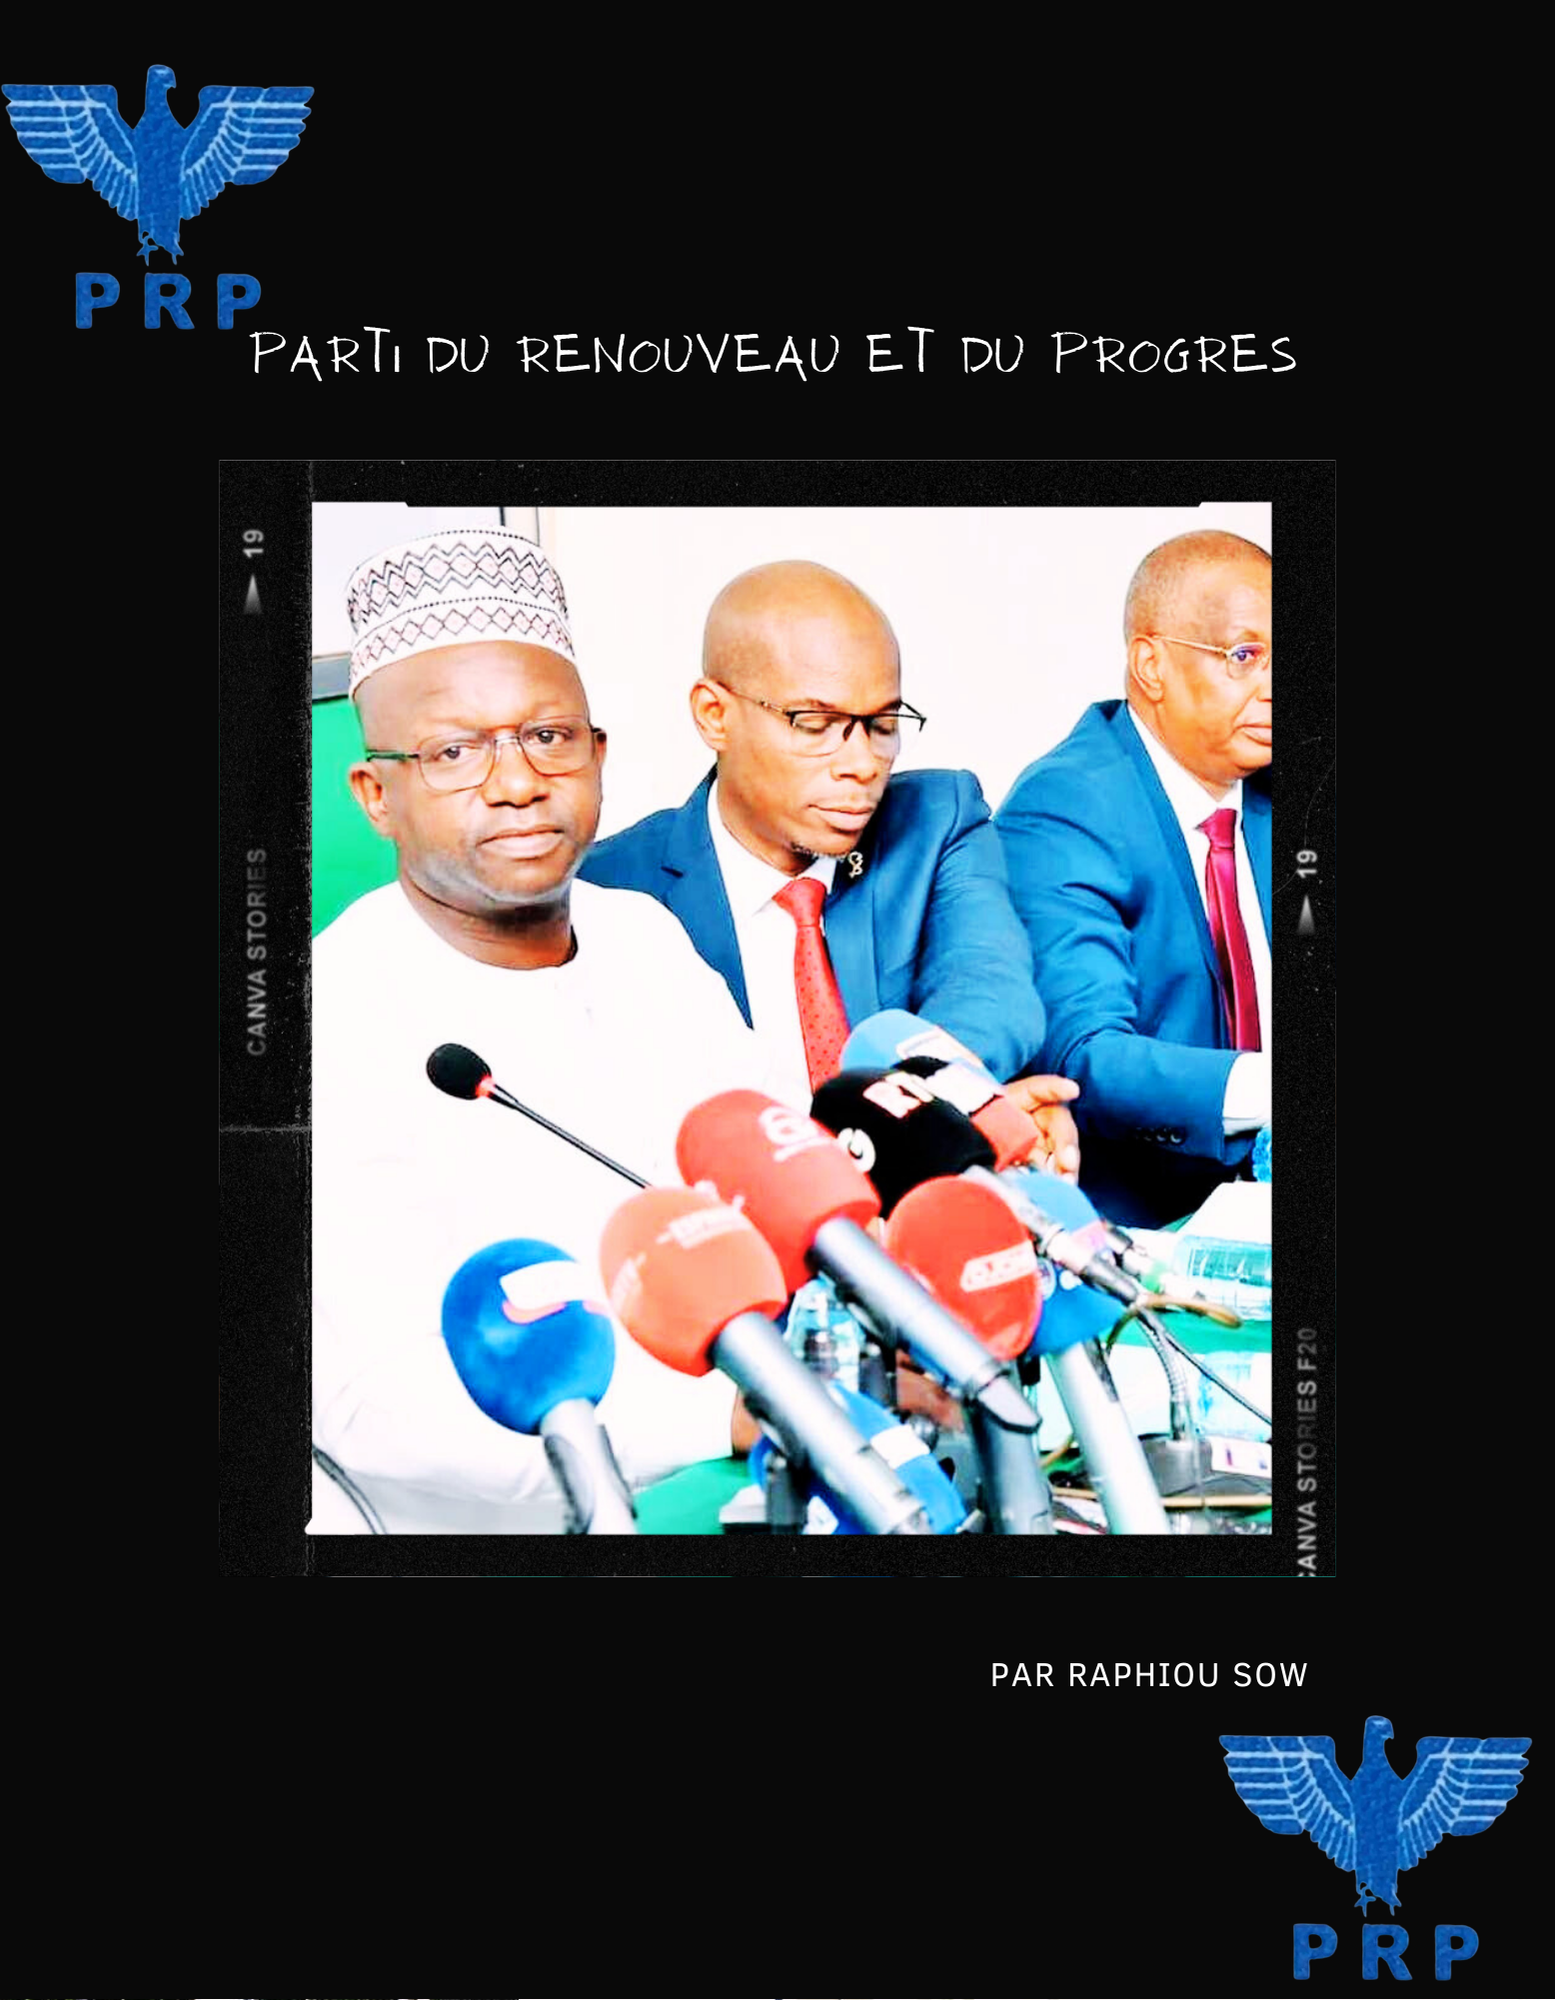 PRP
PARTI DU RENOUVEAU ET DU PROGRES
19
CANVA STORIES
19
CANVA STORIES F20
PAR RAPHIOU SOW
PRP